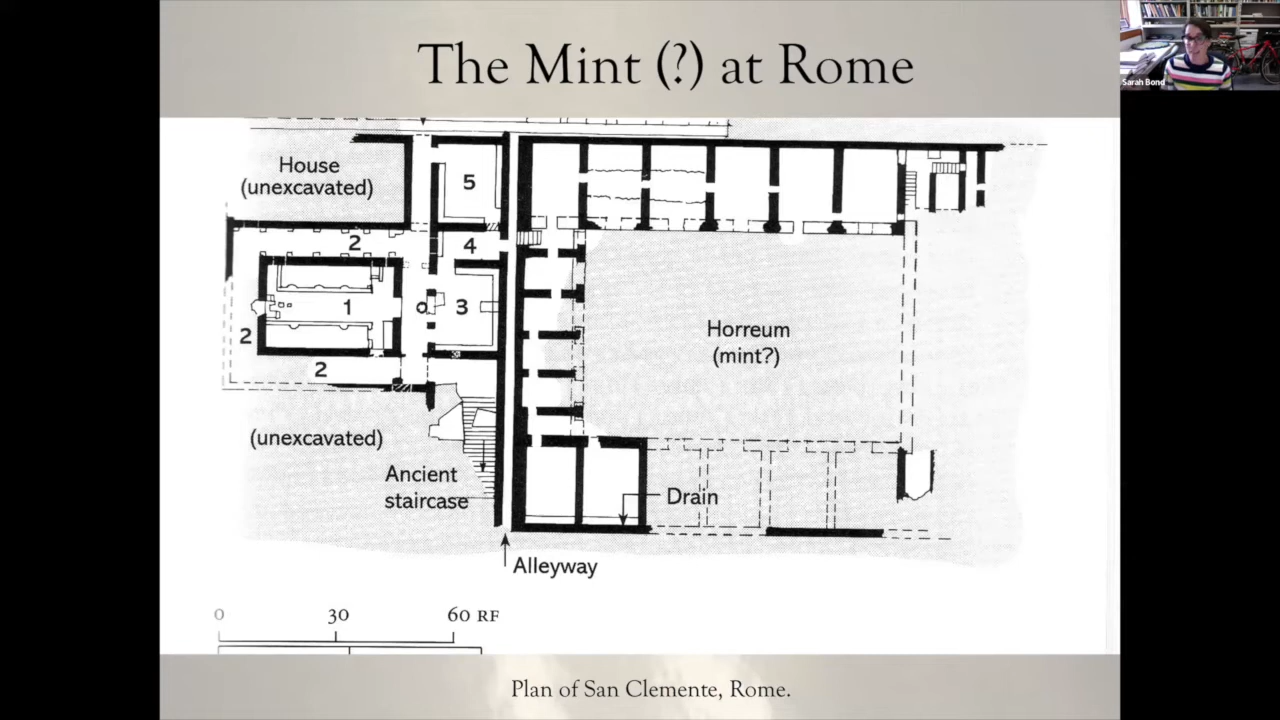 The Mint (?) at Rome
Sarah Bond
House
(unexcavated)
5
2
4
1
a
3
2
2
Horreum
(mint?)
(unexcavated)
Ancient
staircase
Drain
Alleyway
0 30 60 RF
Plan of San Clemente, Rome.